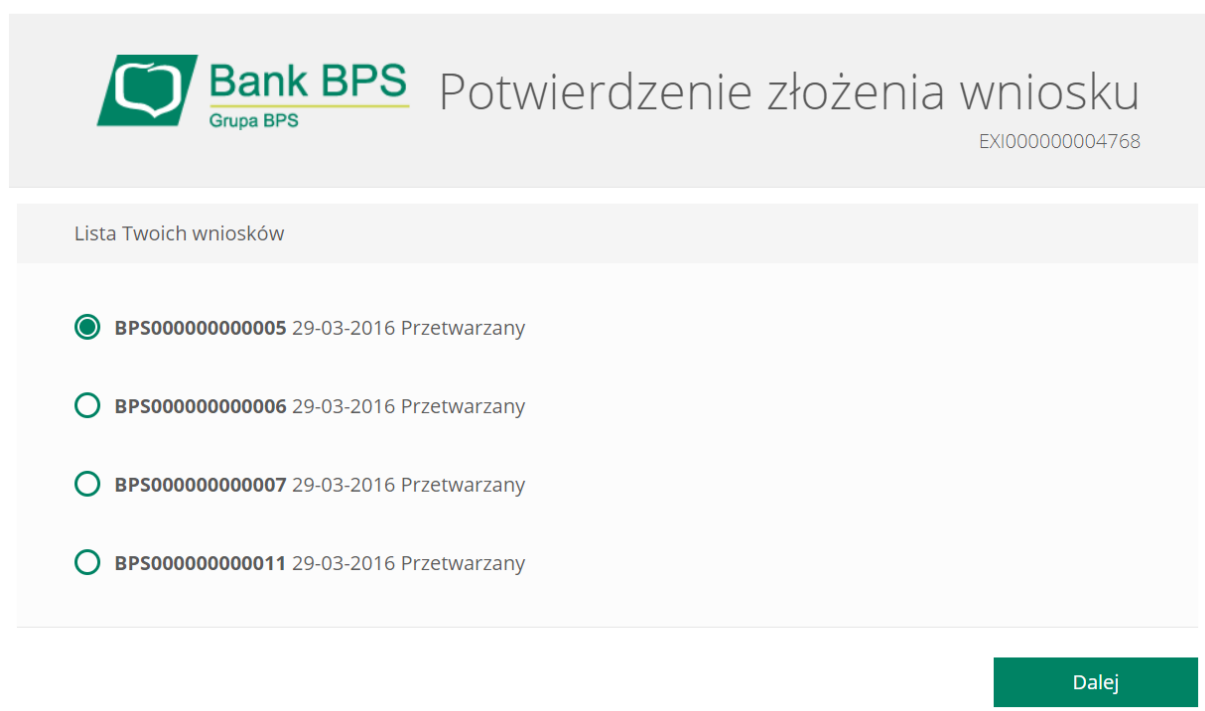 Bank BPS
Grupa BPS
Potwierdzenie złożenia wniosku
EXI000000004768
Lista Twoich wniosków
BPS000000000005 29-03-2016 Przetwarzany
BPS000000000006 29-03-2016 Przetwarzany
BPS000000000007 29-03-2016 Przetwarzany
BPS000000000011 29-03-2016 Przetwarzany
Dalej